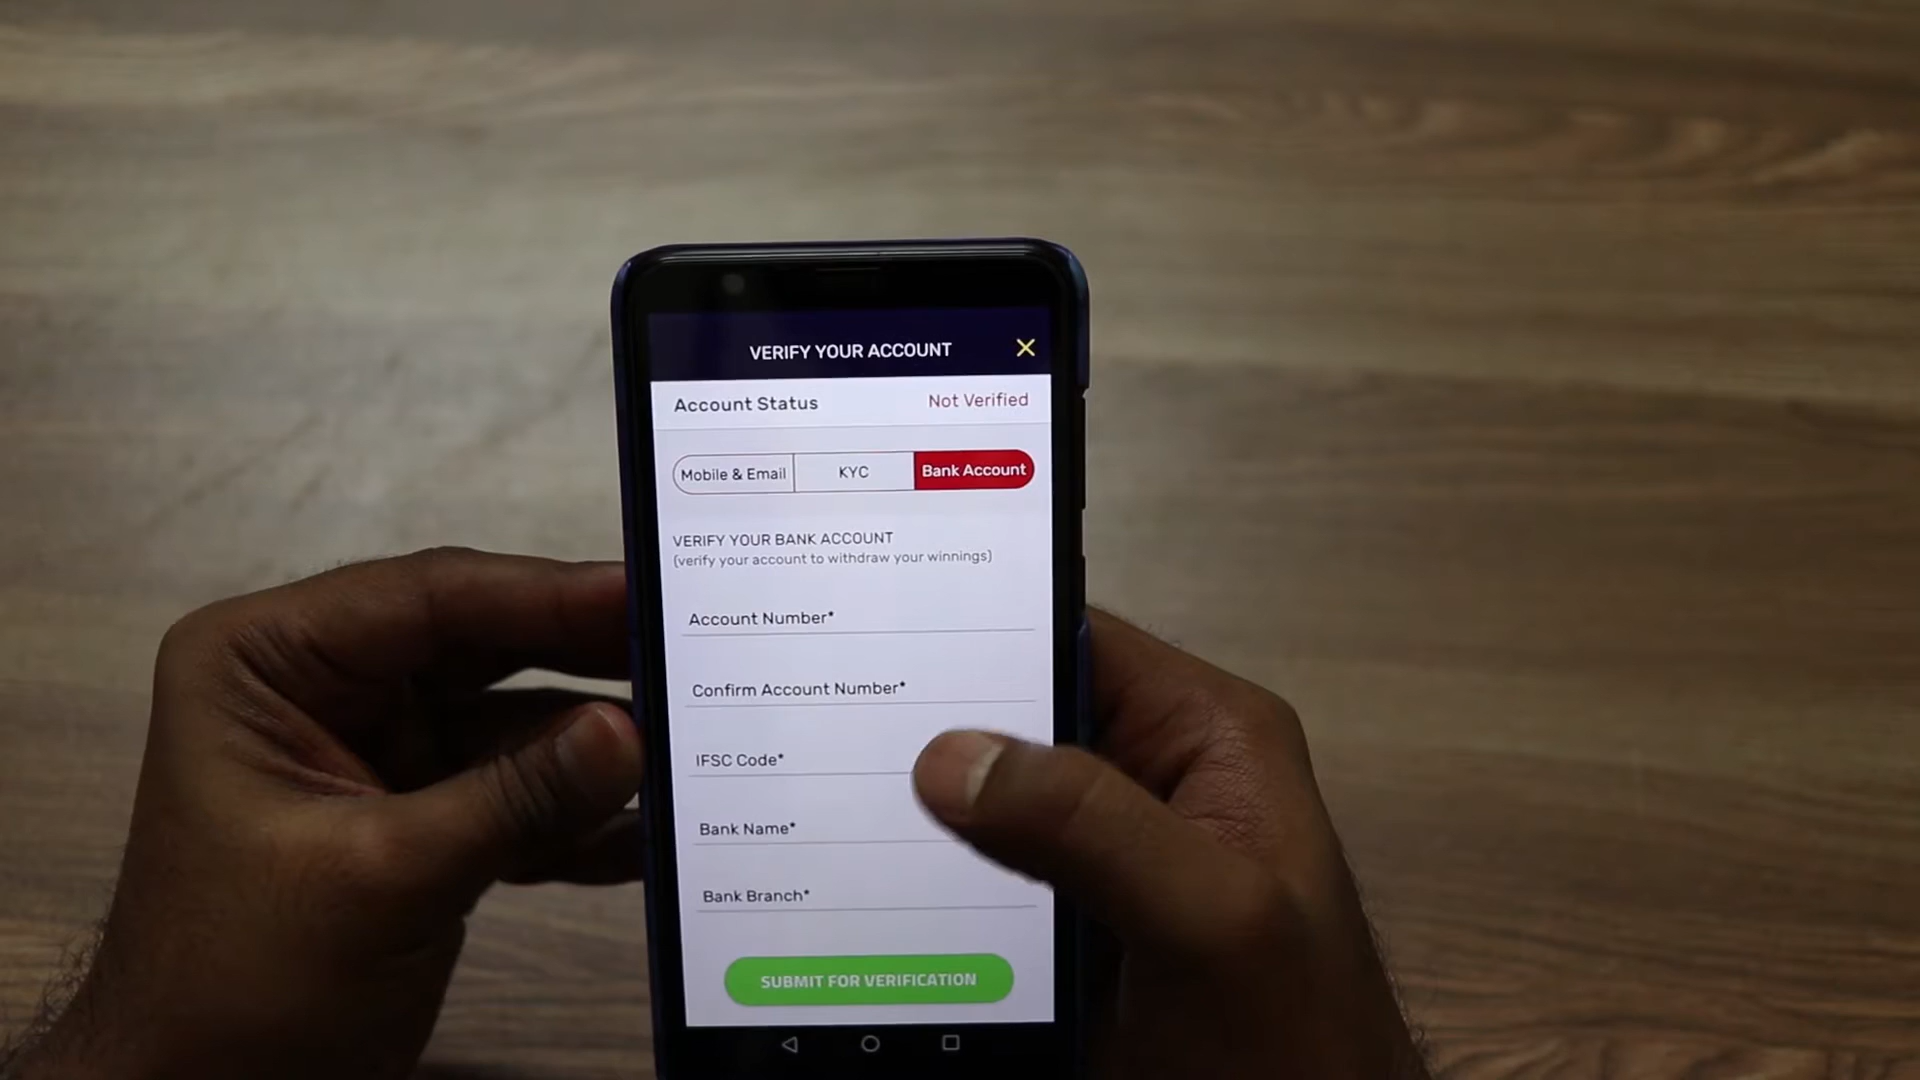 VERIFY YOUR ACCOUNT
Account Status Not Verified
Mobile & Email KYC Bank Account
VERIFY YOUR BANK ACCOUNT
(verify your account to withdraw your winnings)
Account Number*
Confirm Account Number*
IFSC Code*
Bank Name*
Bank Branch*
SUBMIT FOR VERIFICATION